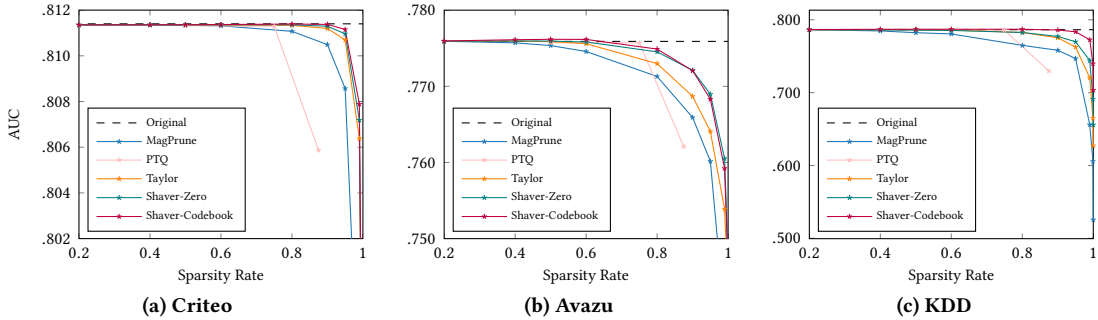 .812
.810
.808
.806
.804
.802
AUC
Original
MagPrune
PTQ
Taylor
Shaver-Zero
Shaver-Codebook
0.2 0.4 0.6 0.8 1
Sparsity Rate
(a) Criteo
.780
.770
.760
.750
Original
MagPrune
PTQ
Taylor
Shaver-Zero
Shaver-Codebook
0.2 0.4 0.6 0.8 1
Sparsity Rate
(b) Avazu
.800
.700
.600
.500
Original
MagPrune
PTQ
Taylor
Shaver-Zero
Shaver-Codebook
0.2 0.4 0.6 0.8 1
Sparsity Rate
(c) KDD